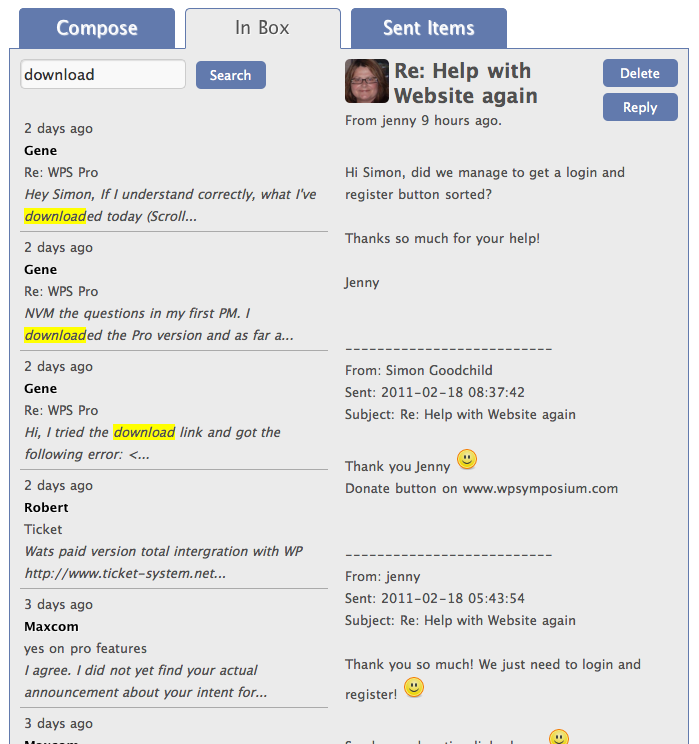 Compose
In Box
Sent Items
download
Search
2 days ago
Gene
Re: WPS Pro
Hey Simon, If I understand correctly, what I've
downloaded today (Scroll...
2 days ago
Gene
Re: WPS Pro
NVM the questions in my first PM. I
downloaded the Pro version and as far a...
2 days ago
Gene
Re: WPS Pro
Hi, I tried the download link and got the
following error: <...
2 days ago
Robert
Ticket
Wats paid version total intergration with WP
http://www.ticket-system.net...
3 days ago
Maxcom
yes on pro features
I agree. I did not yet find your actual
announcement about your intent for...
3 days ago
Re: Help with
Website again
Delete
Reply
From jenny 9 hours ago.
Hi Simon, did we manage to get a login and
register button sorted?
Thanks so much for your help!
Jenny
--------------------------
From: Simon Goodchild
Sent: 2011-02-18 08:37:42
Subject: Re: Help with Website again
Thank you Jenny
Donate button on www.wpsymposium.com
--------------------------
From: jenny
Sent: 2011-02-18 05:43:54
Subject: Re: Help with Website again
Thank you so much! We just need to login and
register!